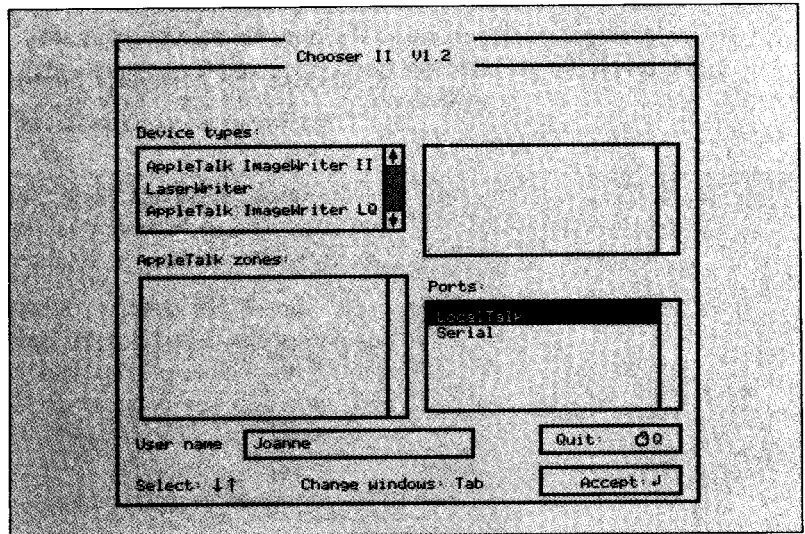 Chooser II V1.2
Device types:
AppleTalk ImageWriter II
LaserWriter
AppleTalk ImageWriter LQ
AppleTalk zones:
Ports:
LocalTalk
Serial
User name Joanne
Quit: Q
Select: ↓↑ Change windows: Tab
Accept: ↲